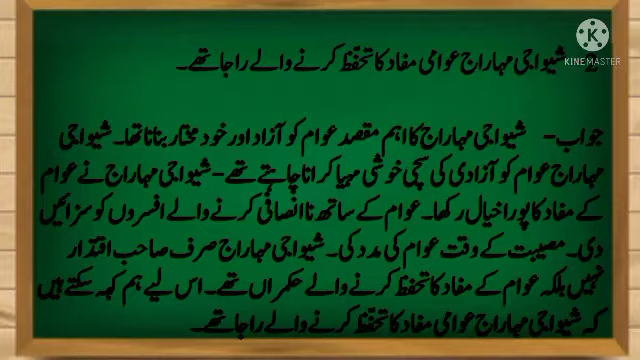 شیواجی مہاراج عوامی مفاد کا تحفّظ کرنے والے راجا تھے۔
KINEMASTER
جواب- شیواجی مہاراج کا اہم مقصد عوام کو آزاد اور خود مختار بنانا تھا۔ شیواجی
مہاراج عوام کو آزادی کی سچی خوشی مہیا کرانا چاہتے تھے- شیواجی مہاراج نے عوام
کے مفاد کا پورا خیال رکھا۔ عوام کے ساتھ نا انصافی کرنے والے افسروں کو سزائیں
دی۔ مصیبت کے وقت عوام کی مدد کی۔ شیواجی مہاراج صرف صاحب اقتدار
نہیں بلکہ عوام کے مفاد کا تحفظ کرنے والے حکمراں تھے۔ اس لیے ہم کہہ سکتے ہیں
کہ شیواجی مہاراج عوامی مفاد کا تحفّظ کرنے والے راجا تھے۔